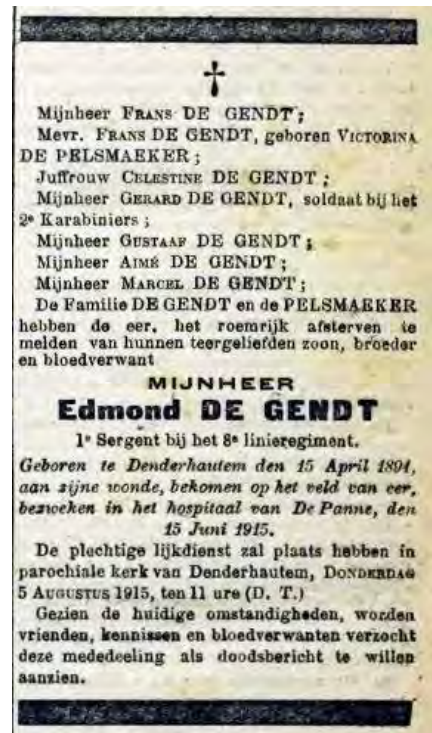 Mijnheer FRANS DE GENDT;
Mevr. FRANS DE GENDT, geboren VICTORINA
DE PELSMAEKER;
Juffrouw CELESTINE DE GENDT;
Mijnheer GERARD DE GENDT, soldaat bij het
2e Karabiniers;
Mijnheer GUSTAAF DE GENDT;
Mijnheer AIMÉ DE GENDT;
Mijnheer MARCEL DE GENDT;
De Familie DE GENDT en de PELSMAEKER
hebben de eer, het roemrijk afsterven te
melden van hunnen teergeliefden zoon, broeder
en bloedverwant
MIJNHEER
Edmond DE GENDT
1e Sergent bij het 8e linieregiment.
Geboren te Denderhautem den 15 April 1894,
aan zijne wonde, bekomen op het veld van eer,
bezweken in het hospitaal van De Panne, den
15 Juni 1915.
De plechtige lijkdienst zal plaats hebben in
parochiale kerk van Denderhautem, DONDERDAG
5 AUGUSTUS 1915, ten 11 ure (D. T.)
Gezien de huidige omstandigheden, worden
vrienden, kennissen en bloedverwanten verzocht
deze mededeeling als doodsbericht te willen
aanzien.